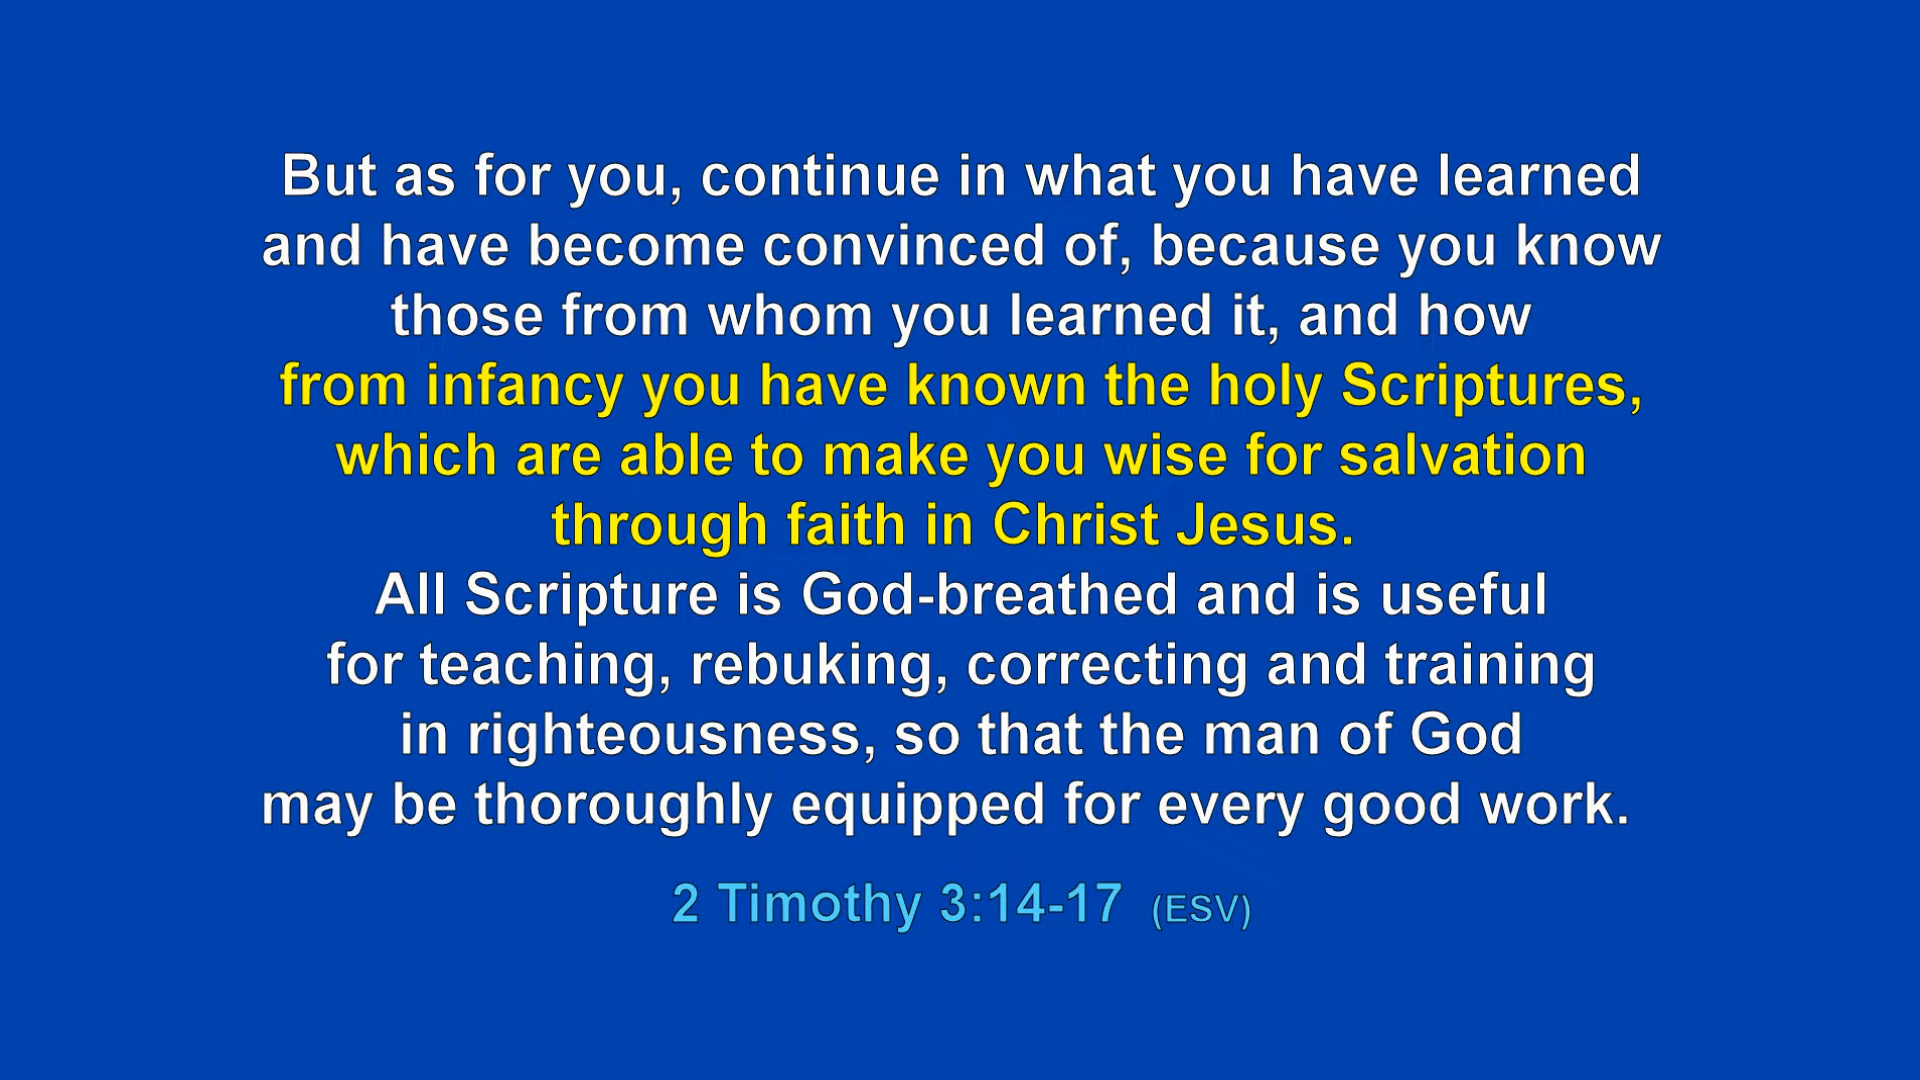 But as for you, continue in what you have learned
and have become convinced of, because you know
those from whom you learned it, and how
from infancy you have known the holy Scriptures,
which are able to make you wise for salvation
through faith in Christ Jesus.
All Scripture is God-breathed and is useful
for teaching, rebuking, correcting and training
in righteousness, so that the man of God
may be thoroughly equipped for every good work.
2 Timothy 3:14-17 (ESV)